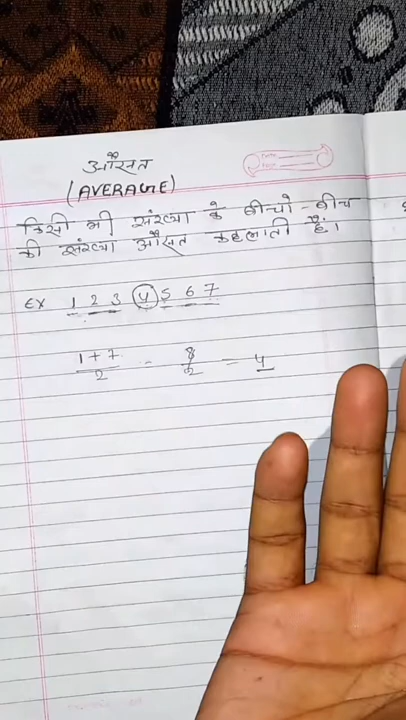 औसत
(AVERAGE)
किसी भी संख्या के बीचो-बीच
की संख्या औसत कहलाती है।
EX 1 2 3 4 5 6 7
1+7/2 = 8/2 = 4